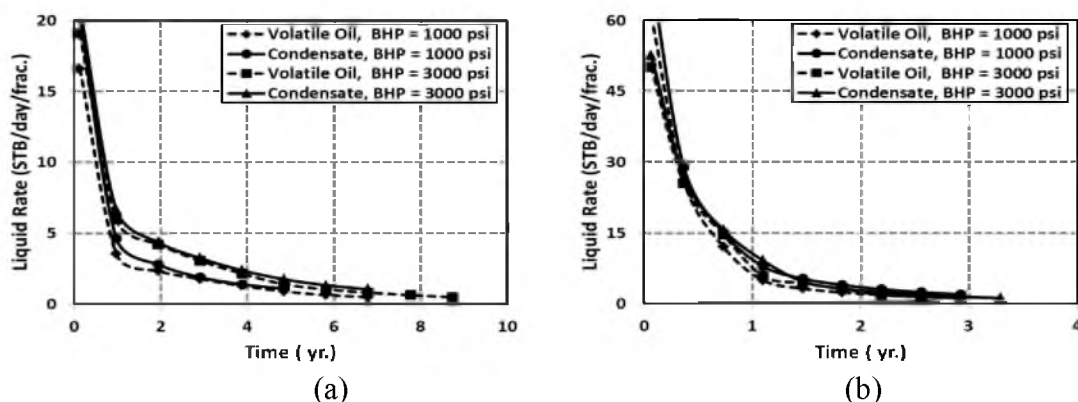 20
15
10
5
0
Liquid Rate (STB/day/frac.)
Volatile Oil, BHP = 1000 psi
Condensate, BHP = 1000 psi
Volatile Oil, BHP = 3000 psi
Condensate, BHP = 3000 psi
0 2 4 6 8 10
Time ( yr.)
(a)
60
45
30
15
0
Liquid Rate (STB/day/frac.)
Volatile Oil, BHP = 1000 psi
Condensate, BHP = 1000 psi
Volatile Oil, BHP = 3000 psi
Condensate, BHP = 3000 psi
0 1 2 3 4
Time ( yr.)
(b)